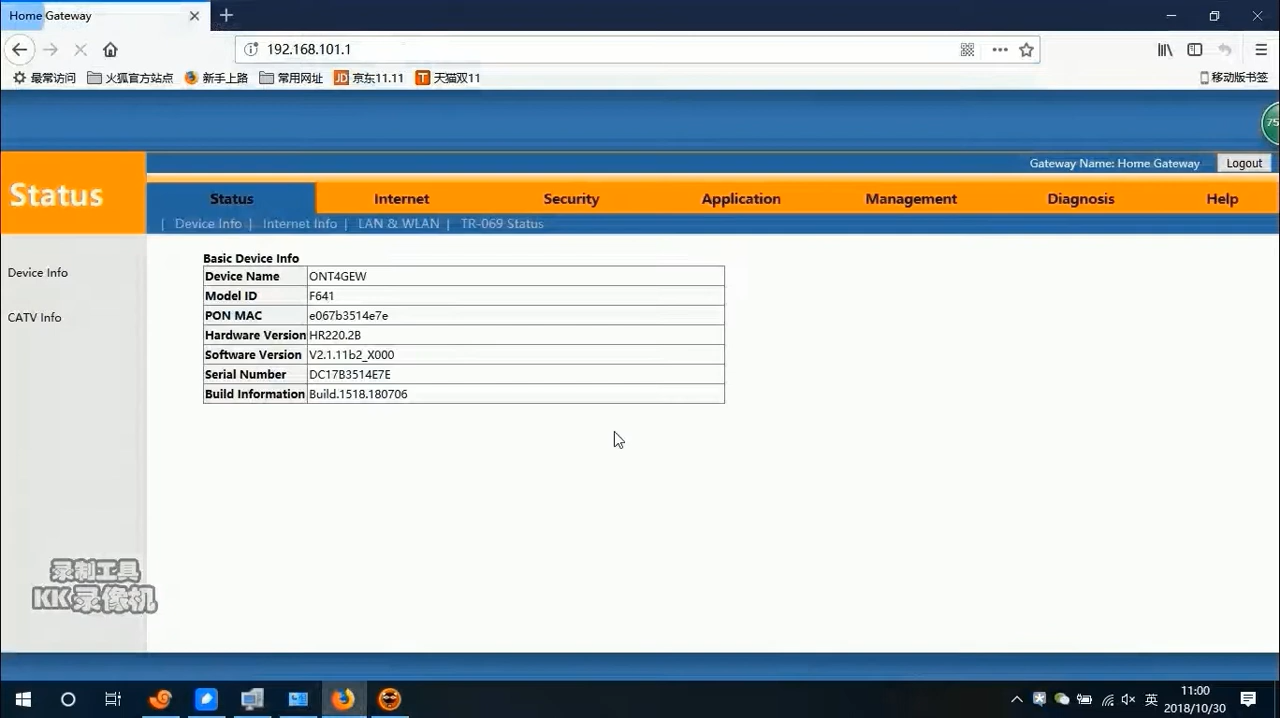 Home Gateway
192.168.101.1
最常访问 火狐官方站点 新手上路 常用网址 JD 京东11.11 T 天猫双11 移动版书签
75
Gateway Name: Home Gateway Logout
Status
Status Internet Security Application Management Diagnosis Help
| Device Info | Internet Info | LAN & WLAN | TR-069 Status
Device Info
CATV Info
Basic Device Info
Device Name ONT4GEW
Model ID F641
PON MAC e067b3514e7e
Hardware Version HR220.2B
Software Version V2.1.11b2_X000
Serial Number DC17B3514E7E
Build Information Build.1518.180706
录制工具
KK录像机
英
11:00
2018/10/30